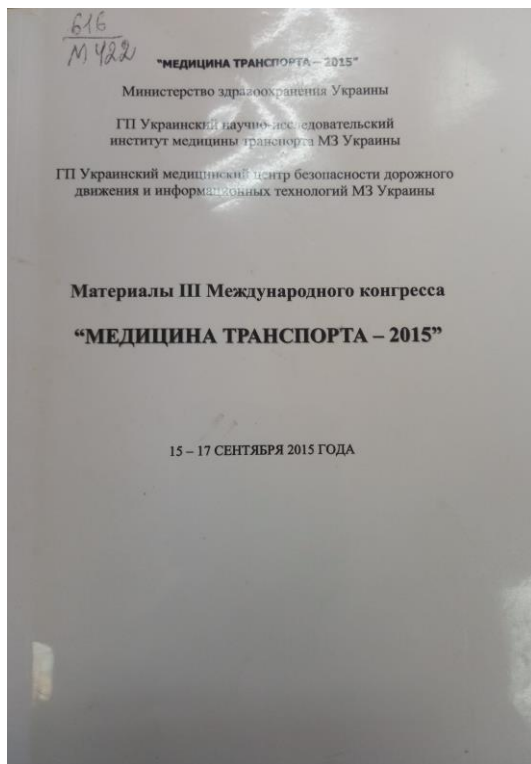 616
М 422
"МЕДИЦИНА ТРАНСПОРТА – 2015"
Министерство здравоохранения Украины
ГП Украинский научно-исследовательский
институт медицины транспорта МЗ Украины
ГП Украинский медицинский центр безопасности дорожного
движения и информационных технологий МЗ Украины
Материалы III Международного конгресса
“МЕДИЦИНА ТРАНСПОРТА – 2015”
15 – 17 СЕНТЯБРЯ 2015 ГОДА